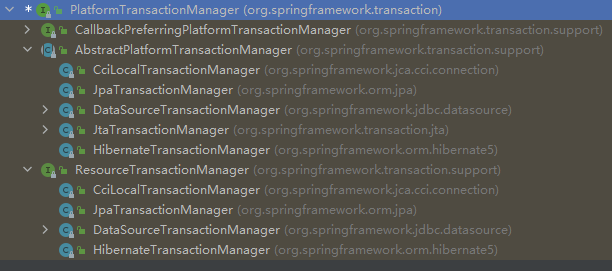 * PlatformTransactionManager (org.springframework.transaction)
CallbackPreferringPlatformTransactionManager (org.springframework.transaction.support)
AbstractPlatformTransactionManager (org.springframework.transaction.support)
CciLocalTransactionManager (org.springframework.jca.cci.connection)
JpaTransactionManager (org.springframework.orm.jpa)
DataSourceTransactionManager (org.springframework.jdbc.datasource)
JtaTransactionManager (org.springframework.transaction.jta)
HibernateTransactionManager (org.springframework.orm.hibernate5)
ResourceTransactionManager (org.springframework.transaction.support)
CciLocalTransactionManager (org.springframework.jca.cci.connection)
JpaTransactionManager (org.springframework.orm.jpa)
DataSourceTransactionManager (org.springframework.jdbc.datasource)
HibernateTransactionManager (org.springframework.orm.hibernate5)